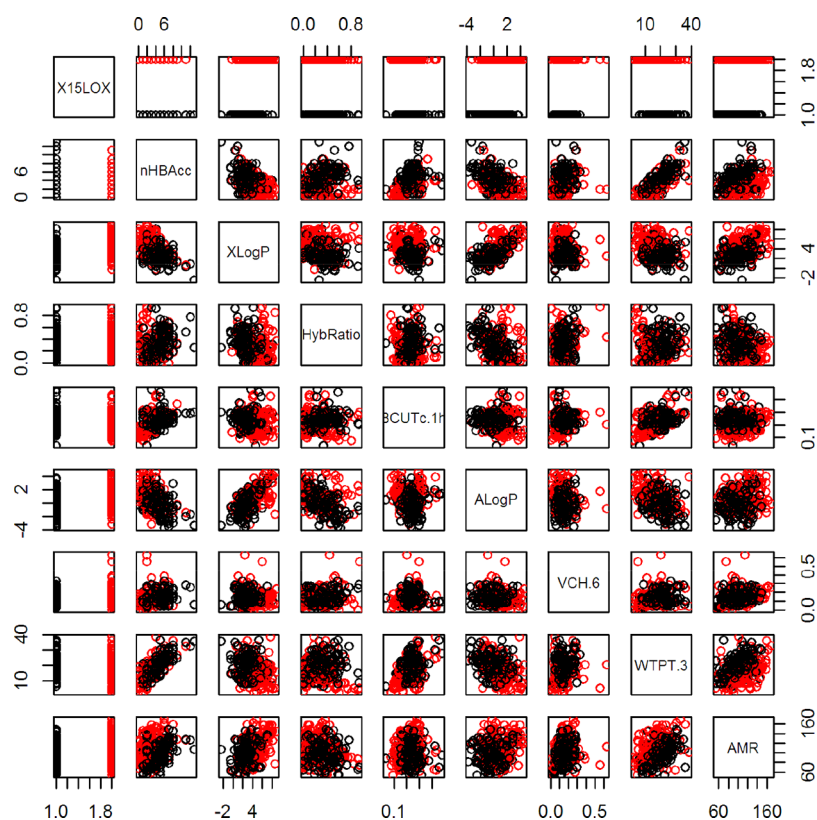 0 6 0.0 0.8 -4 2 10 40
X15LOX
1.0 1.8
0 6
nHBAcc
XLogP
-2 4
0.0 0.8
HybRatio
BCUTc.1h
0.1
-4 2
ALogP
VCH.6
0.0 0.5
10 40
WTPT.3
AMR
60 160
1.0 1.8 -2 4 0.1 0.0 0.5 60 160